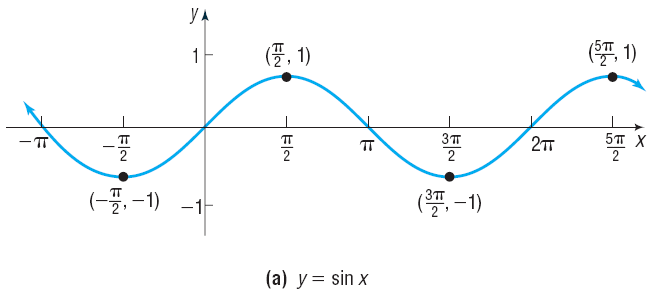 y
1
(π/2, 1)
(5π/2, 1)
−π
−π/2
π/2
π
3π/2
2π
5π/2
x
(−π/2, −1)
−1
(3π/2, −1)
(a) y = sin x